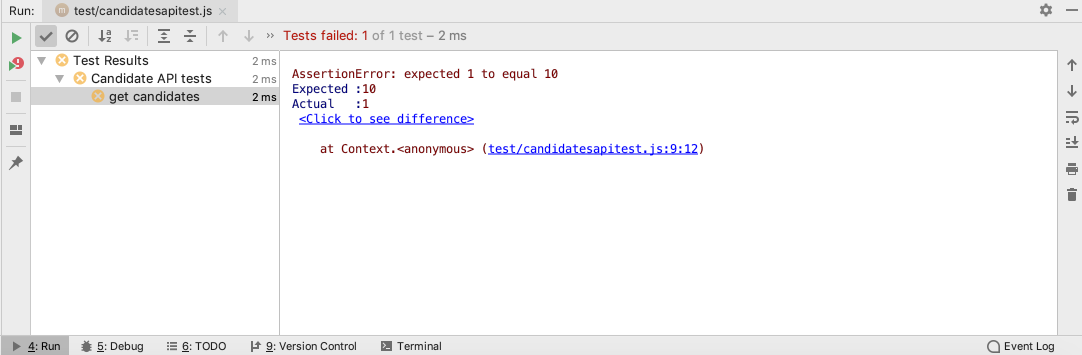 Run: test/candidatesapitest.js
Tests failed: 1 of 1 test – 2 ms
Test Results 2 ms
Candidate API tests 2 ms
get candidates 2 ms
AssertionError: expected 1 to equal 10
Expected :10
Actual   :1
<Click to see difference>
at Context.<anonymous> (test/candidatesapitest.js:9:12)
4: Run 5: Debug 6: TODO 9: Version Control Terminal Event Log